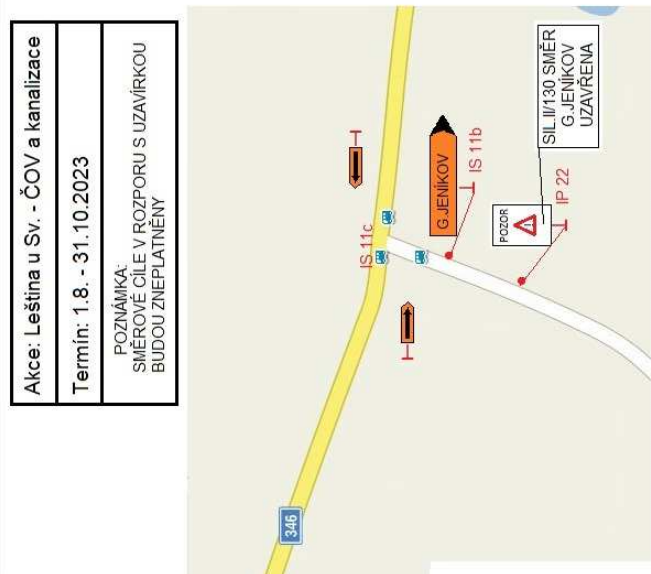 Akce: Leština u Sv. - ČOV a kanalizace
Termín: 1.8. - 31.10.2023
POZNÁMKA:
SMĚROVÉ CÍLE V ROZPORU S UZAVÍRKOU
BUDOU ZNEPLATNĚNY
346
IS 11c
G.JENÍKOV
IS 11b
POZOR
IP 22
SIL.II/130 SMĚR
G.JENÍKOV
UZAVŘENA